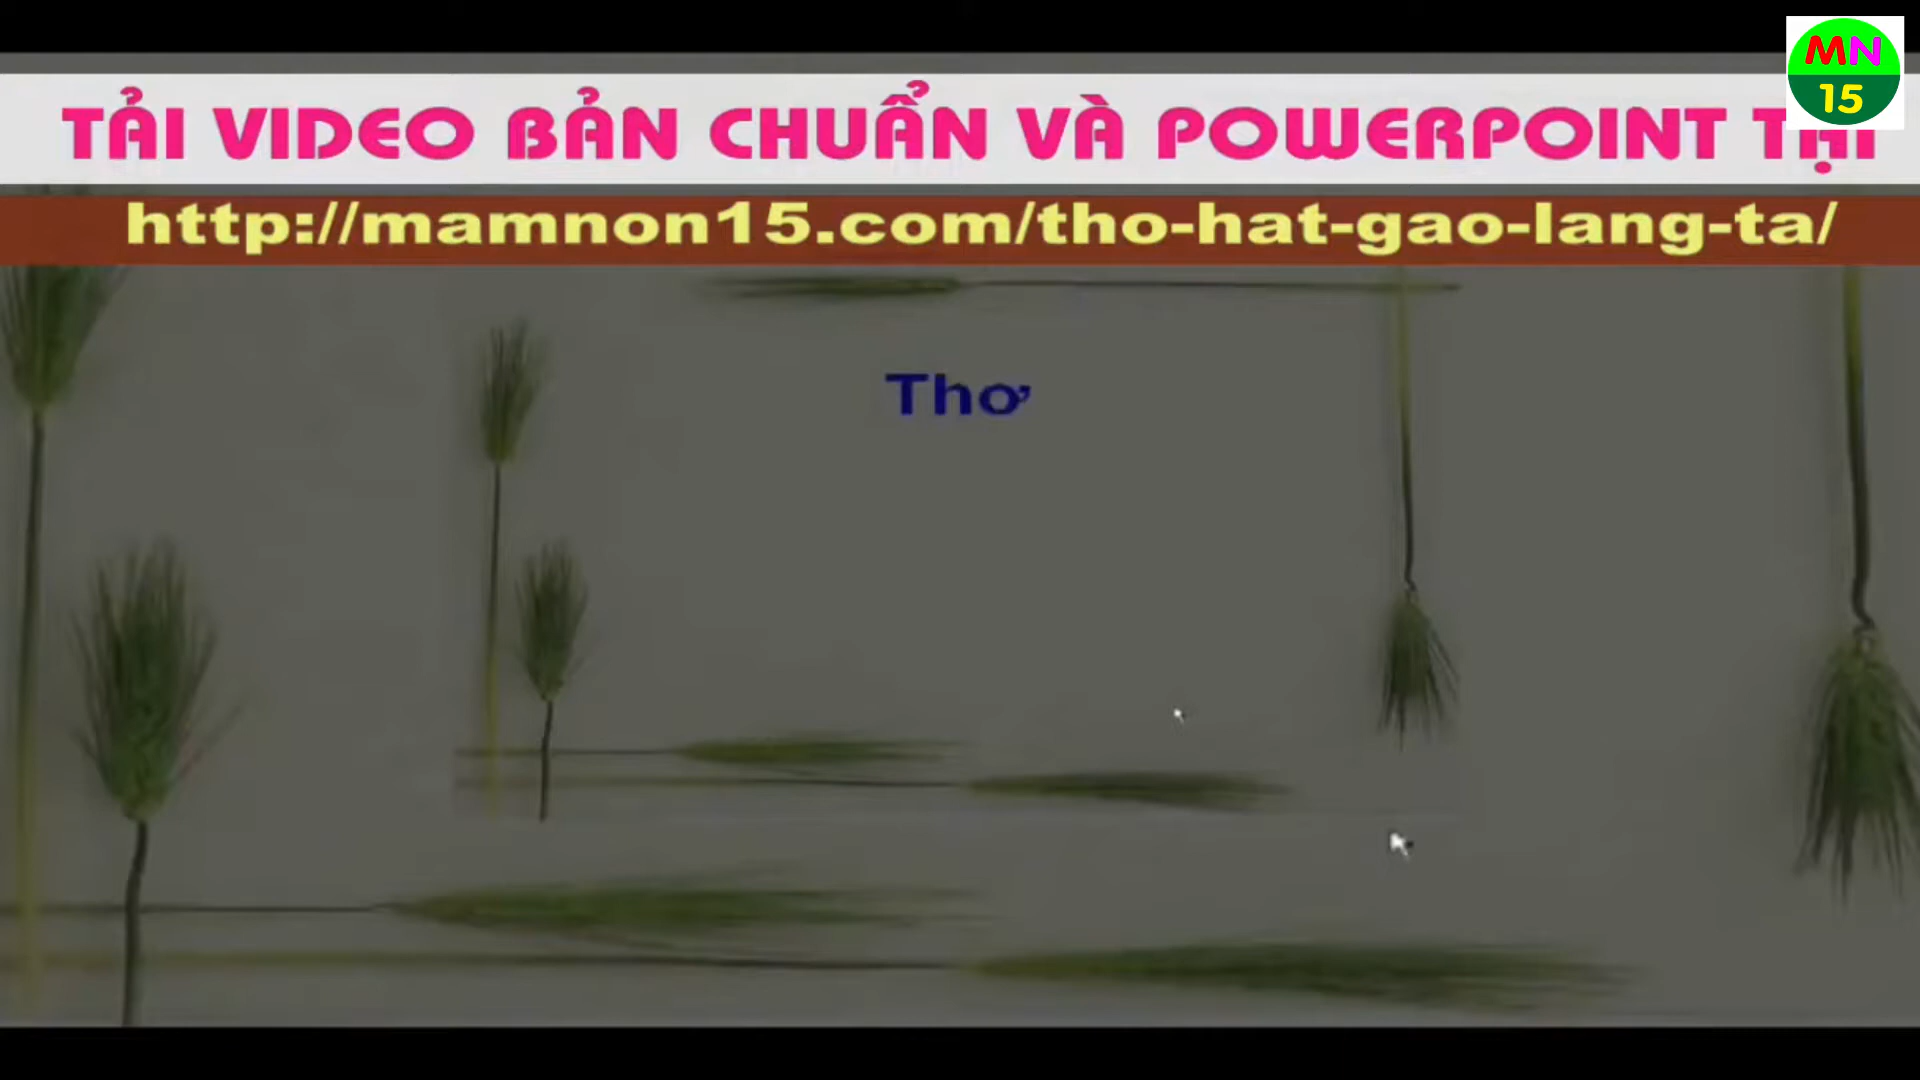 MN
15
TẢI VIDEO BẢN CHUẨN VÀ POWERPOINT TẠI
http://mamnon15.com/tho-hat-gao-lang-ta/
Thơ